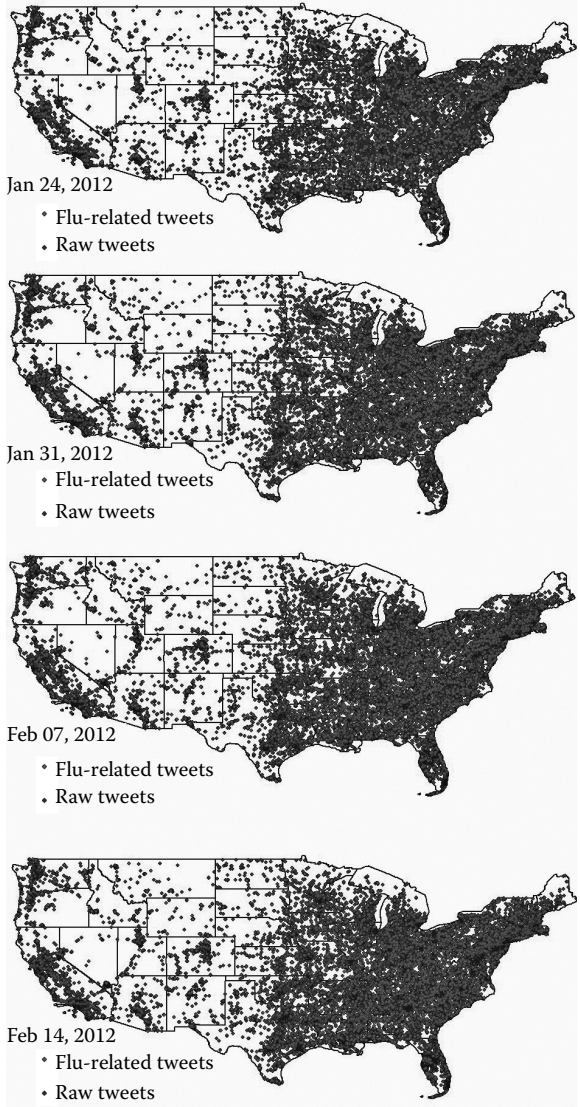 Jan 24, 2012
Flu-related tweets
Raw tweets
Jan 31, 2012
Flu-related tweets
Raw tweets
Feb 07, 2012
Flu-related tweets
Raw tweets
Feb 14, 2012
Flu-related tweets
Raw tweets